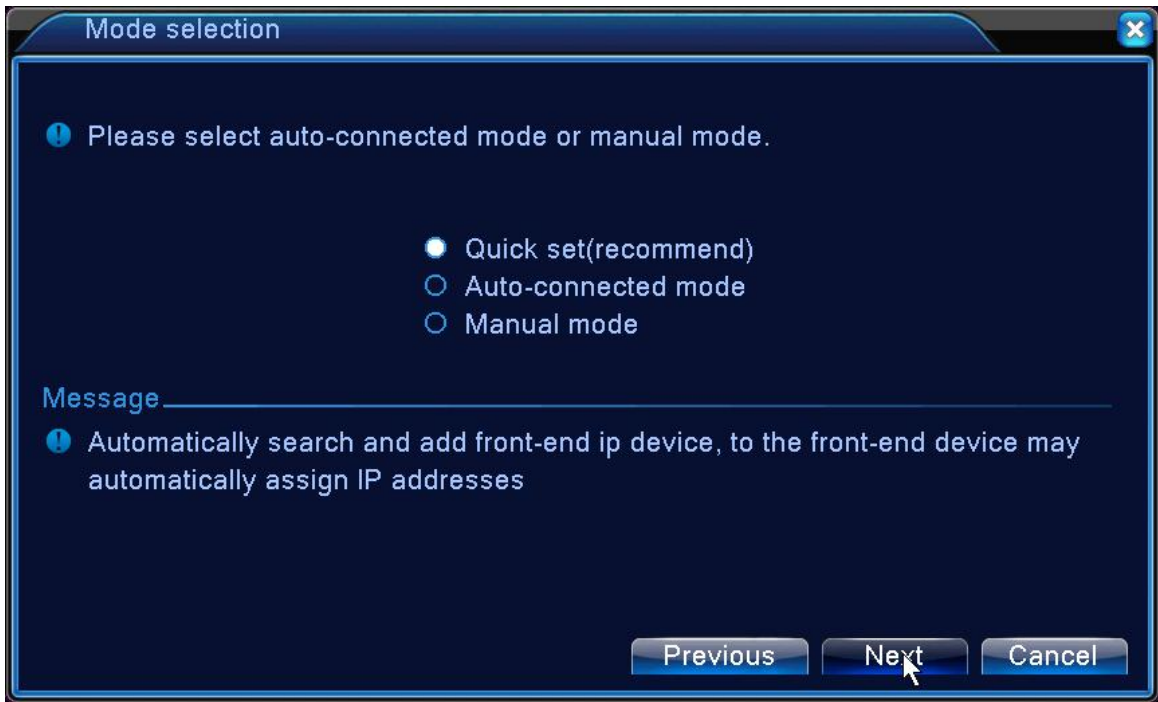 Mode selection
Please select auto-connected mode or manual mode.
Quick set(recommend)
Auto-connected mode
Manual mode
Message
Automatically search and add front-end ip device, to the front-end device may
automatically assign IP addresses
Previous Next Cancel